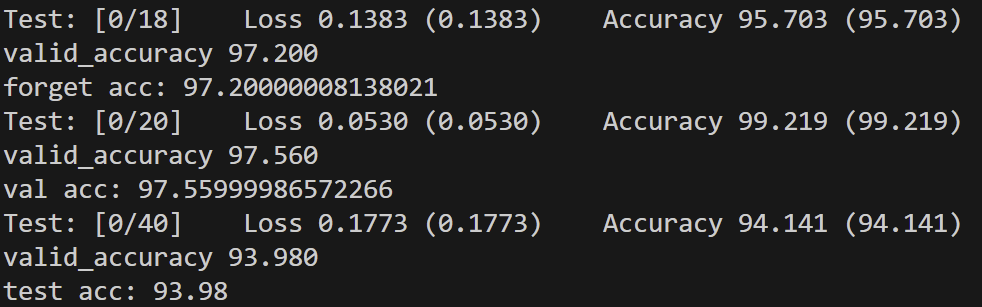 Test: [0/18]    Loss 0.1383 (0.1383)    Accuracy 95.703 (95.703)
valid_accuracy 97.200
forget acc: 97.20000008138021
Test: [0/20]    Loss 0.0530 (0.0530)    Accuracy 99.219 (99.219)
valid_accuracy 97.560
val acc: 97.55999986572266
Test: [0/40]    Loss 0.1773 (0.1773)    Accuracy 94.141 (94.141)
valid_accuracy 93.980
test acc: 93.98